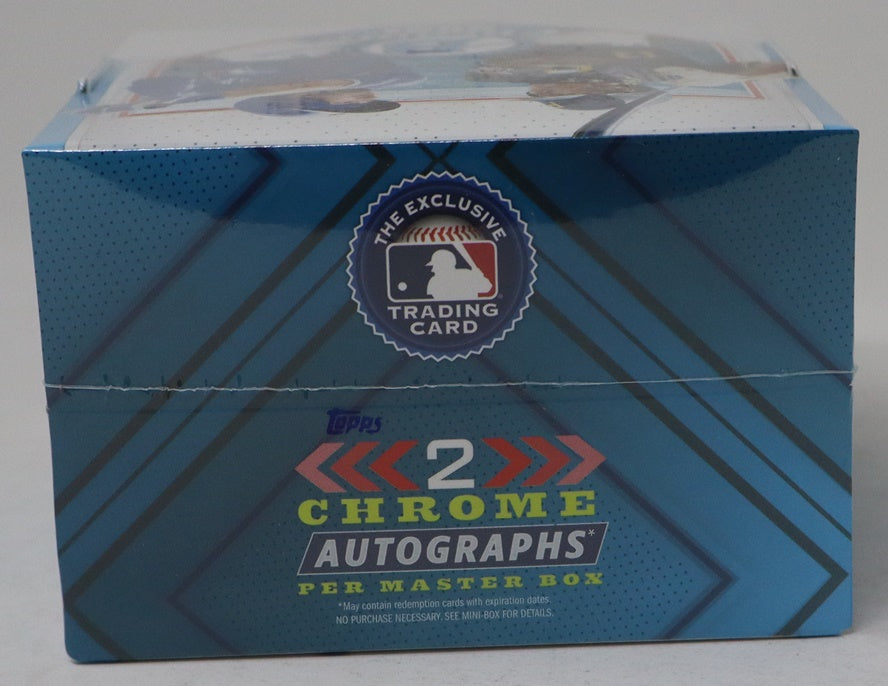 THE EXCLUSIVE
TRADING
CARD
Topps
2
CHROME
AUTOGRAPHS*
PER MASTER BOX
*May contain redemption cards with expiration dates.
NO PURCHASE NECESSARY. SEE MINI-BOX FOR DETAILS.